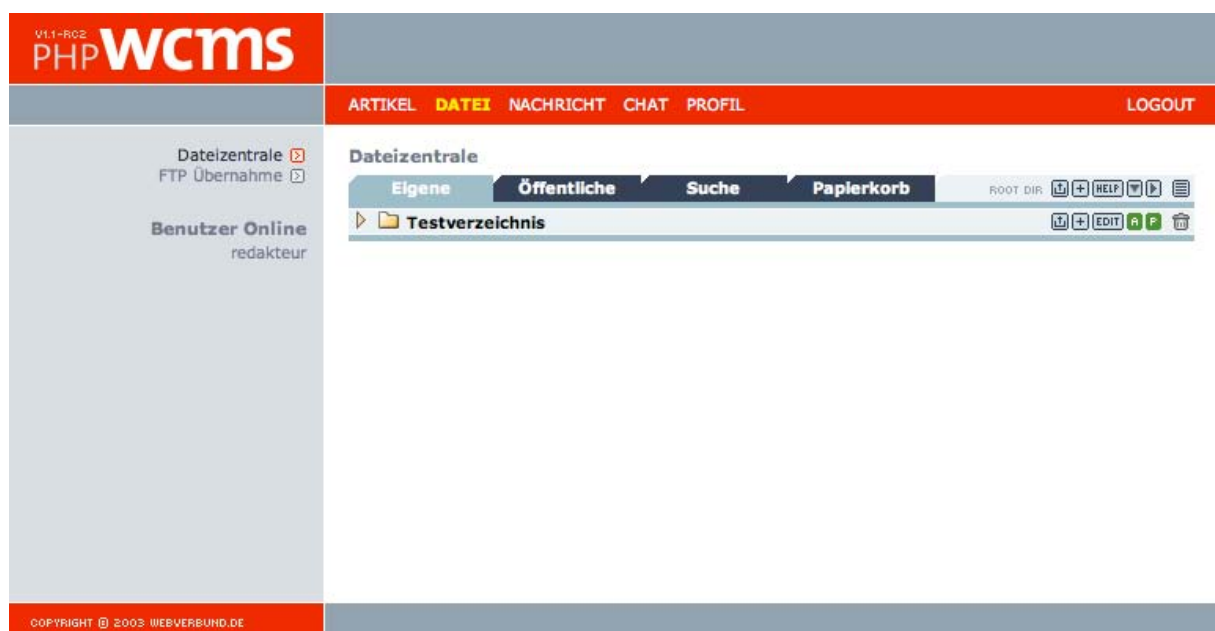 V1.1-RC2
PHPWCMS
ARTIKEL DATEI NACHRICHT CHAT PROFIL LOGOUT
Dateizentrale
FTP Übernahme
Benutzer Online
redakteur
Dateizentrale
Eigene Öffentliche Suche Papierkorb ROOT DIR HELP
Testverzeichnis EDIT A P
COPYRIGHT © 2003 WEBVERBUND.DE